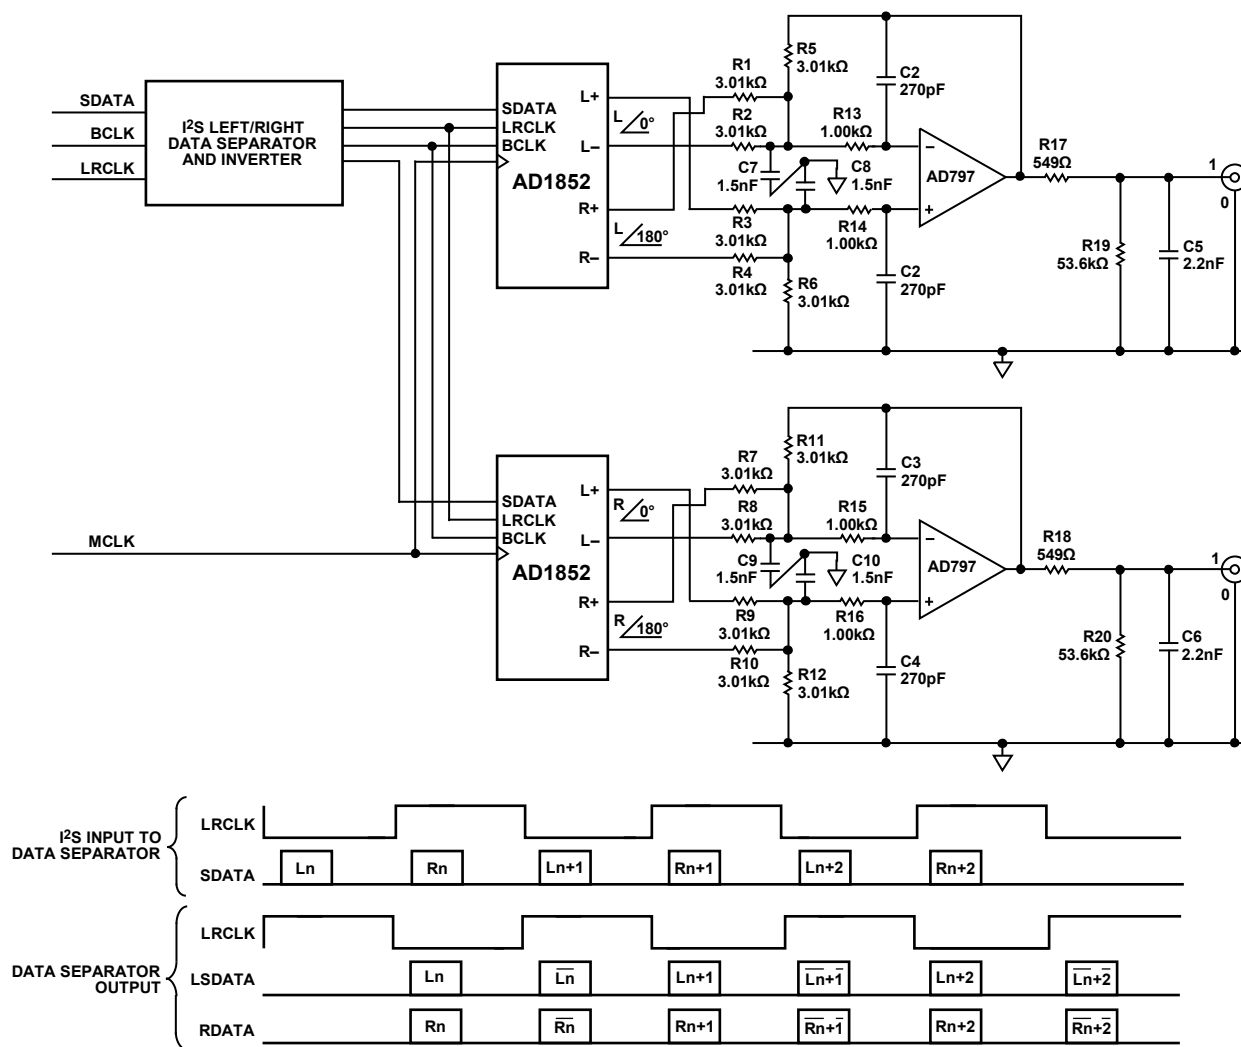 SDATA
BCLK
LRCLK
I²S LEFT/RIGHT
DATA SEPARATOR
AND INVERTER
SDATA
LRCLK
BCLK
AD1852
L+
L–
R+
R–
L 0°
L 180°
R1
3.01kΩ
R2
3.01kΩ
R3
3.01kΩ
R4
3.01kΩ
R5
3.01kΩ
R6
3.01kΩ
C7
1.5nF
C8
1.5nF
R13
1.00kΩ
R14
1.00kΩ
C2
270pF
C2
270pF
–
+
AD797
R17
549Ω
R19
53.6kΩ
C5
2.2nF
1
0
MCLK
SDATA
LRCLK
BCLK
AD1852
L+
L–
R+
R–
R 0°
R 180°
R7
3.01kΩ
R8
3.01kΩ
R9
3.01kΩ
R10
3.01kΩ
R11
3.01kΩ
R12
3.01kΩ
C9
1.5nF
C10
1.5nF
R15
1.00kΩ
R16
1.00kΩ
C3
270pF
C4
270pF
–
+
AD797
R18
549Ω
R20
53.6kΩ
C6
2.2nF
1
0
I²S INPUT TO
DATA SEPARATOR
LRCLK
SDATA
Ln Rn Ln+1 Rn+1 Ln+2 Rn+2
DATA SEPARATOR
OUTPUT
LRCLK
LSDATA
Ln L̅n̅ Ln+1 L̅n̅+1̅ Ln+2 L̅n̅+2̅
RDATA
Rn R̅n̅ Rn+1 R̅n̅+1̅ Rn+2 R̅n̅+2̅